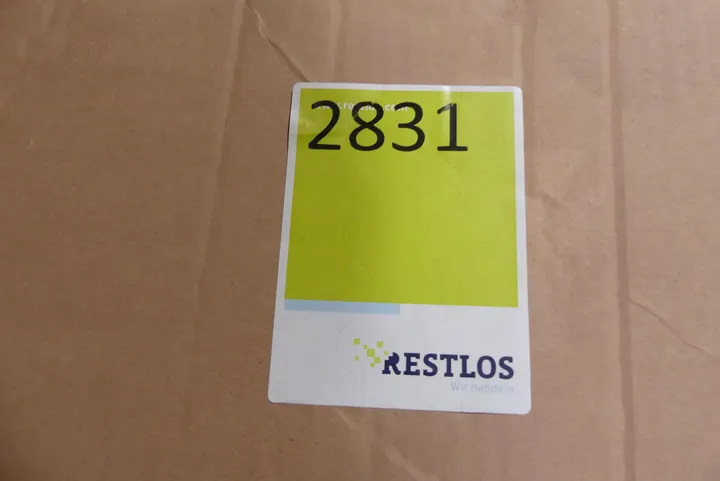 2831
RESTLOS
Wir handeln